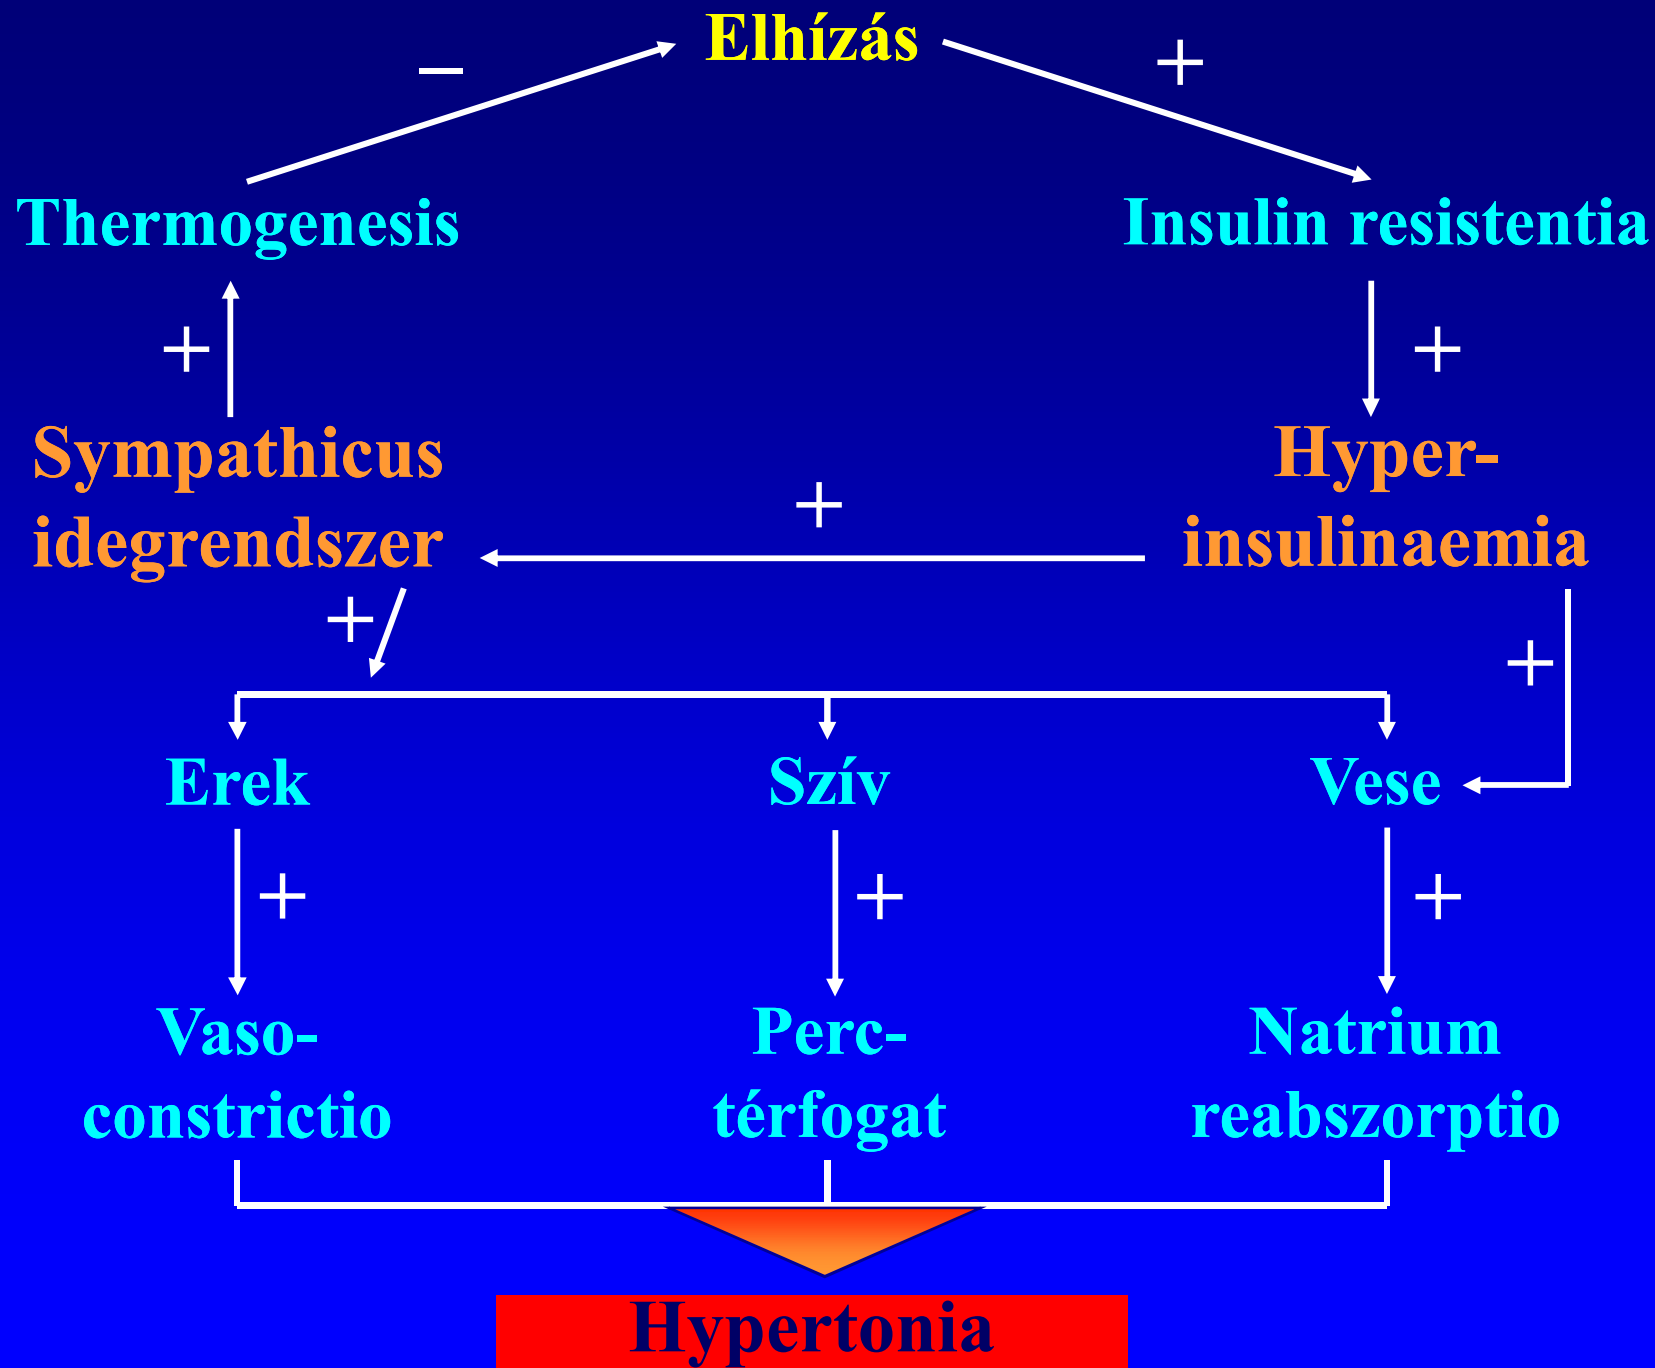 Elhízás
–
+
Thermogenesis
Insulin resistentia
+
+
Sympathicus
idegrendszer
+
Hyper-
insulinaemia
+
+
Erek
Szív
Vese
+
+
+
Vaso-
constrictio
Perc-
térfogat
Natrium
reabszorptio
Hypertonia